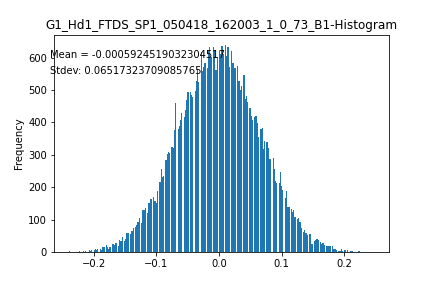 G1_Hd1_FTDS_SP1_050418_162003_1_0_73_B1-Histogram
Mean = -0.0005924519032304517
Stdev: 0.06517323709085765
Frequency
600
500
400
300
200
100
0
−0.2 −0.1 0.0 0.1 0.2